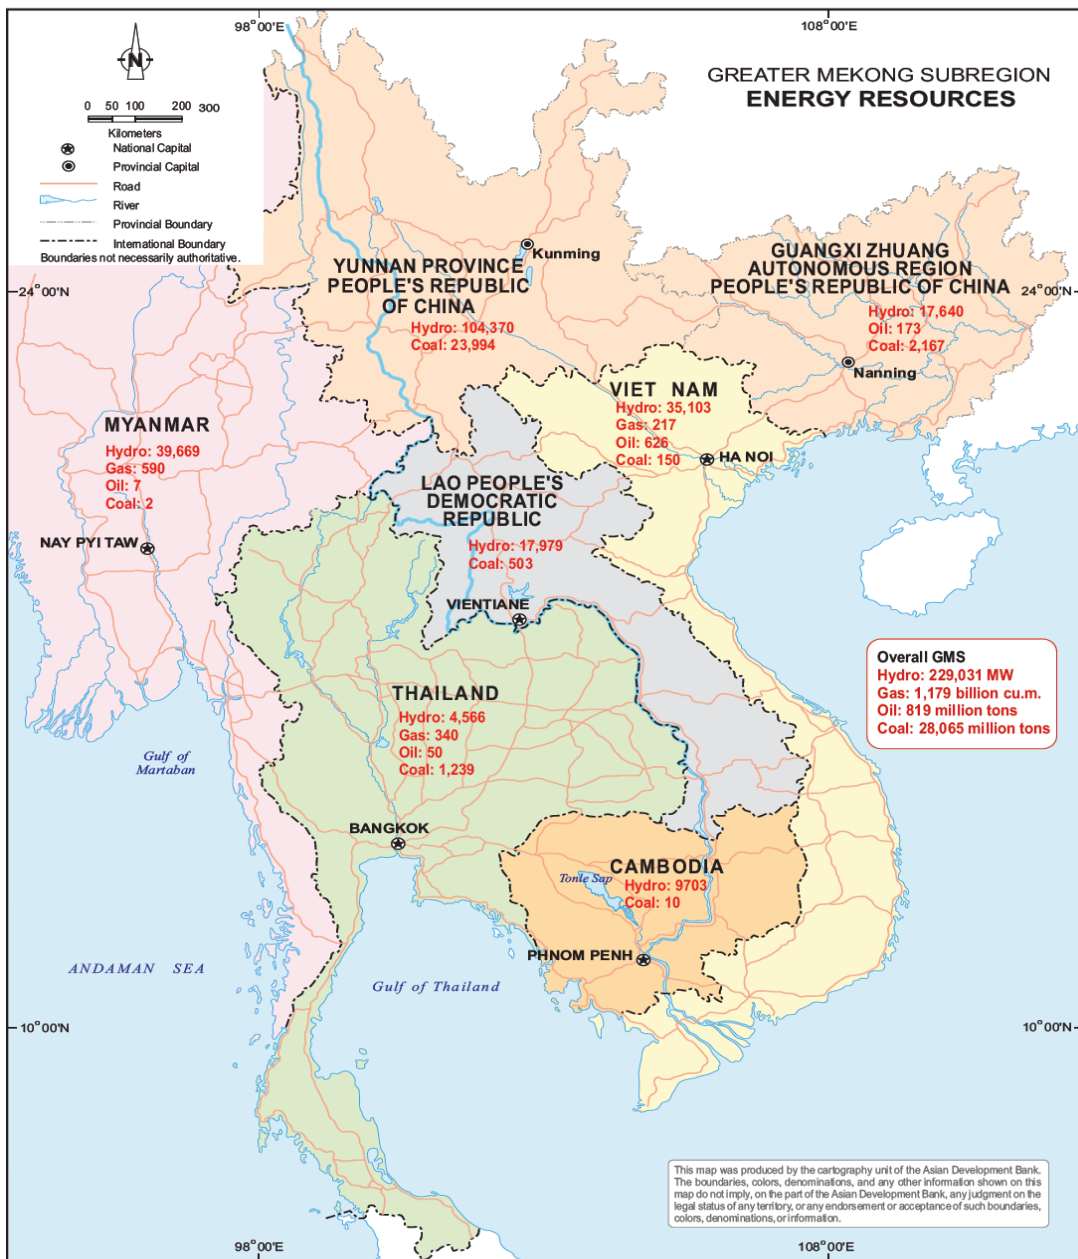 98°00'E
108°00'E
GREATER MEKONG SUBREGION
ENERGY RESOURCES
N
0 50 100 200 300
Kilometers
National Capital
Provincial Capital
Road
River
Provincial Boundary
International Boundary
Boundaries not necessarily authoritative.
Kunming
YUNNAN PROVINCE
PEOPLE'S REPUBLIC
OF CHINA
Hydro: 104,370
Coal: 23,994
GUANGXI ZHUANG
AUTONOMOUS REGION
PEOPLE'S REPUBLIC OF CHINA
Hydro: 17,640
Oil: 173
Coal: 2,167
Nanning
24°00'N
24°00'N
VIET NAM
Hydro: 35,103
Gas: 217
Oil: 626
Coal: 150
HA NOI
MYANMAR
Hydro: 39,669
Gas: 590
Oil: 7
Coal: 2
NAY PYI TAW
LAO PEOPLE'S
DEMOCRATIC
REPUBLIC
Hydro: 17,979
Coal: 503
VIENTIANE
Overall GMS
Hydro: 229,031 MW
Gas: 1,179 billion cu.m.
Oil: 819 million tons
Coal: 28,065 million tons
THAILAND
Hydro: 4,566
Gas: 340
Oil: 50
Coal: 1,239
Gulf of
Martaban
BANGKOK
CAMBODIA
Hydro: 9703
Coal: 10
Tonle Sap
PHNOM PENH
ANDAMAN SEA
Gulf of Thailand
10°00'N
10°00'N
This map was produced by the cartography unit of the Asian Development Bank.
The boundaries, colors, denominations, and any other information shown on this
map do not imply, on the part of the Asian Development Bank, any judgment on the
legal status of any territory, or any endorsement or acceptance of such boundaries,
colors, denominations, or information.
98°00'E
108°00'E